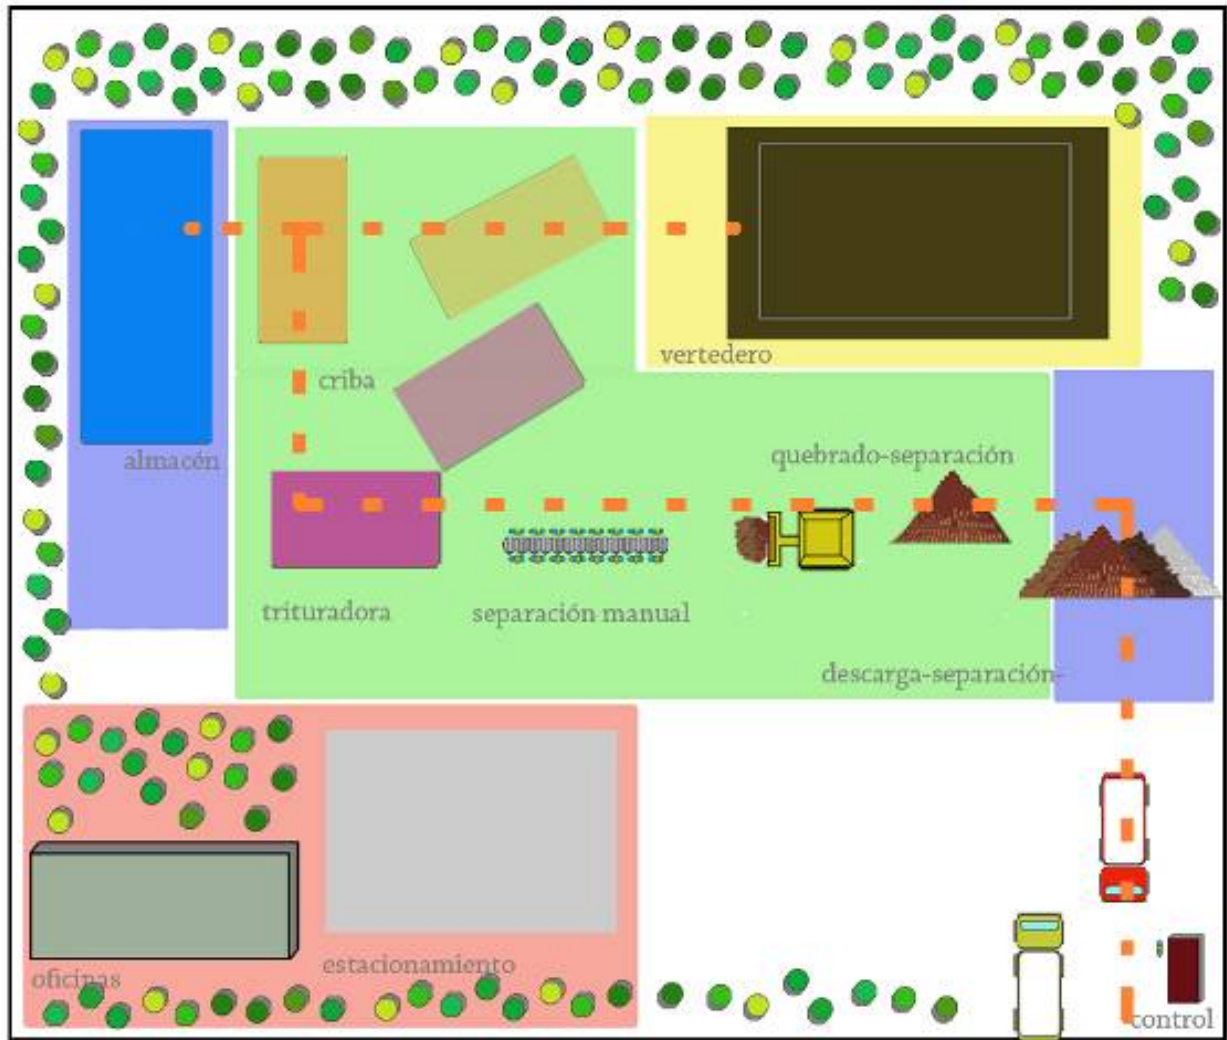 vertedero
criba
almacén
quebrado-separación
trituradora
separación manual
descarga-separación-
estacionamiento
oficinas
control